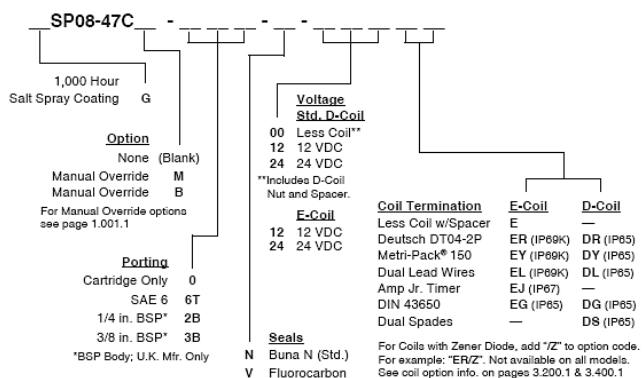 __SP08-47C__ - ____ - _ - ____ ____
1,000 Hour
Salt Spray Coating G
Option
None (Blank)
Manual Override M
Manual Override B
For Manual Override options
see page 1.001.1
Porting
Cartridge Only 0
SAE 6 6T
1/4 in. BSP* 2B
3/8 in. BSP* 3B
*BSP Body; U.K. Mfr. Only
Seals
N Buna N (Std.)
V Fluorocarbon
Voltage
Std. D-Coil
00 Less Coil**
12 12 VDC
24 24 VDC
**Includes D-Coil
Nut and Spacer.
E-Coil
12 12 VDC
24 24 VDC
Coil Termination E-Coil D-Coil
Less Coil w/Spacer E —
Deutsch DT04-2P ER (IP69K) DR (IP65)
Metri-Pack® 150 EY (IP69K) DY (IP65)
Dual Lead Wires EL (IP69K) DL (IP65)
Amp Jr. Timer EJ (IP67) —
DIN 43650 EG (IP65) DG (IP65)
Dual Spades — DS (IP65)
For Coils with Zener Diode, add "/Z" to option code.
For example: "ER/Z". Not available on all models.
See coil option info. on pages 3.200.1 & 3.400.1